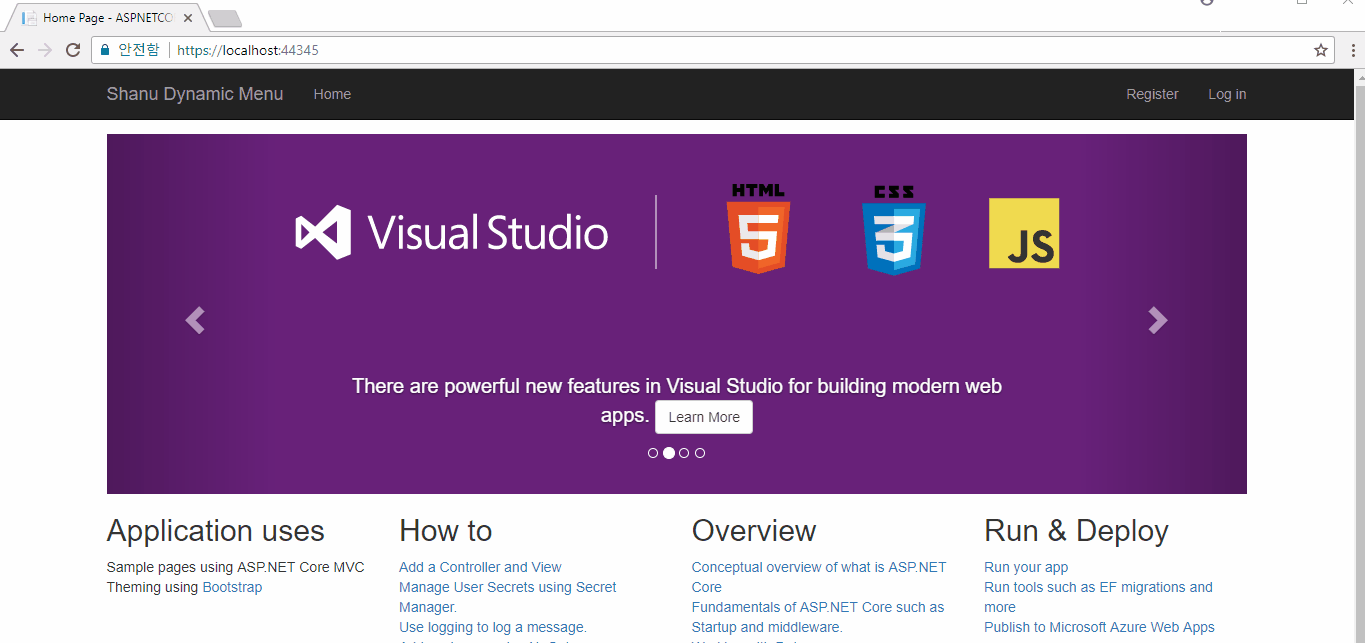 Home Page - ASPNETCO
안전함 https://localhost:44345
Shanu Dynamic Menu Home Register Log in
Visual Studio HTML 5 CSS 3 JS
There are powerful new features in Visual Studio for building modern web
apps. Learn More
Application uses
Sample pages using ASP.NET Core MVC
Theming using Bootstrap
How to
Add a Controller and View
Manage User Secrets using Secret
Manager.
Use logging to log a message.
Overview
Conceptual overview of what is ASP.NET
Core
Fundamentals of ASP.NET Core such as
Startup and middleware.
Run & Deploy
Run your app
Run tools such as EF migrations and
more
Publish to Microsoft Azure Web Apps